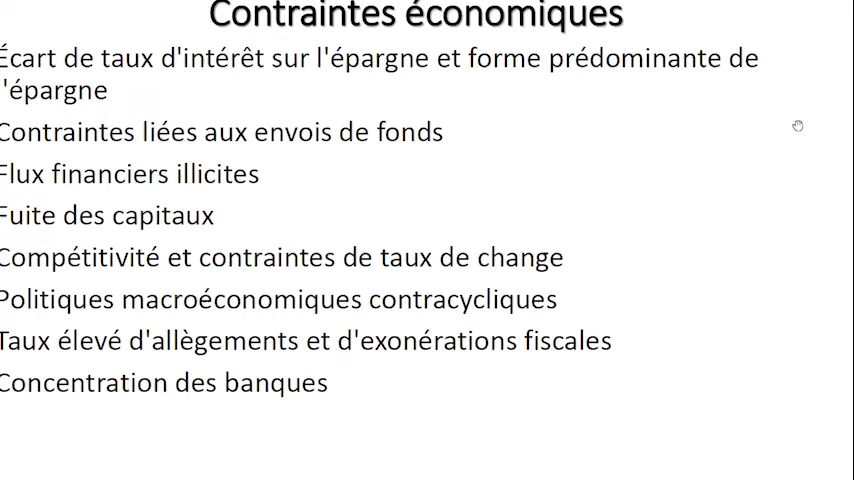 Contraintes économiques
Écart de taux d'intérêt sur l'épargne et forme prédominante de
l'épargne
Contraintes liées aux envois de fonds
Flux financiers illicites
Fuite des capitaux
Compétitivité et contraintes de taux de change
Politiques macroéconomiques contracycliques
Taux élevé d'allègements et d'exonérations fiscales
Concentration des banques